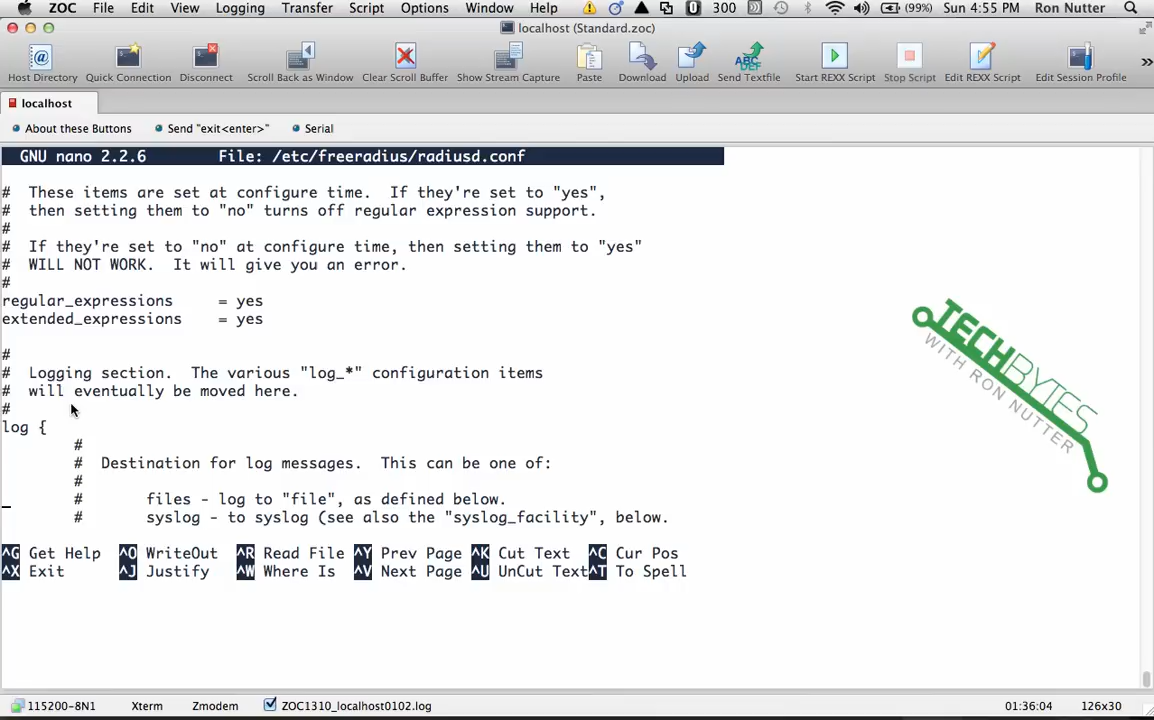 ZOC File Edit View Logging Transfer Script Options Window Help 300 (99%) Sun 4:55 PM Ron Nutter
localhost (Standard.zoc)
Host Directory Quick Connection Disconnect Scroll Back as Window Clear Scroll Buffer Show Stream Capture Paste Download Upload Send Textfile Start REXX Script Stop Script Edit REXX Script Edit Session Profile »
localhost
About these Buttons Send "exit<enter>" Serial
GNU nano 2.2.6 File: /etc/freeradius/radiusd.conf
# These items are set at configure time. If they're set to "yes",
# then setting them to "no" turns off regular expression support.
#
# If they're set to "no" at configure time, then setting them to "yes"
# WILL NOT WORK. It will give you an error.
#
regular_expressions = yes
extended_expressions = yes
#
# Logging section. The various "log_*" configuration items
# will eventually be moved here.
#
log {
#
# Destination for log messages. This can be one of:
#
# files - log to "file", as defined below.
# syslog - to syslog (see also the "syslog_facility", below.
^G Get Help ^O WriteOut ^R Read File ^Y Prev Page ^K Cut Text ^C Cur Pos
^X Exit ^J Justify ^W Where Is ^V Next Page ^U UnCut Text ^T To Spell
TECHBYTES
WITH RON NUTTER
115200-8N1 Xterm Zmodem ZOC1310_localhost0102.log 01:36:04 126x30